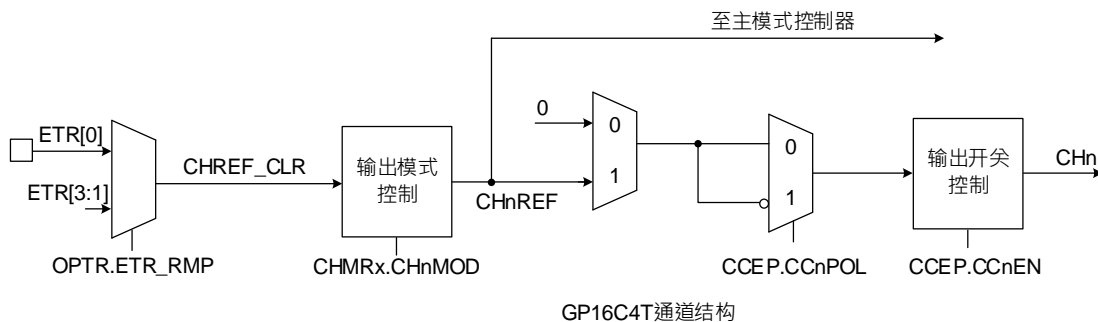 至主模式控制器
ETR[0]
ETR[3:1]
CHREF_CLR
输出模式
控制
CHnREF
0
0
1
0
1
输出开关
控制
CHn
OPTR.ETR_RMP
CHMRx.CHnMOD
CCEP.CCnPOL
CCEP.CCnEN
GP16C4T通道结构